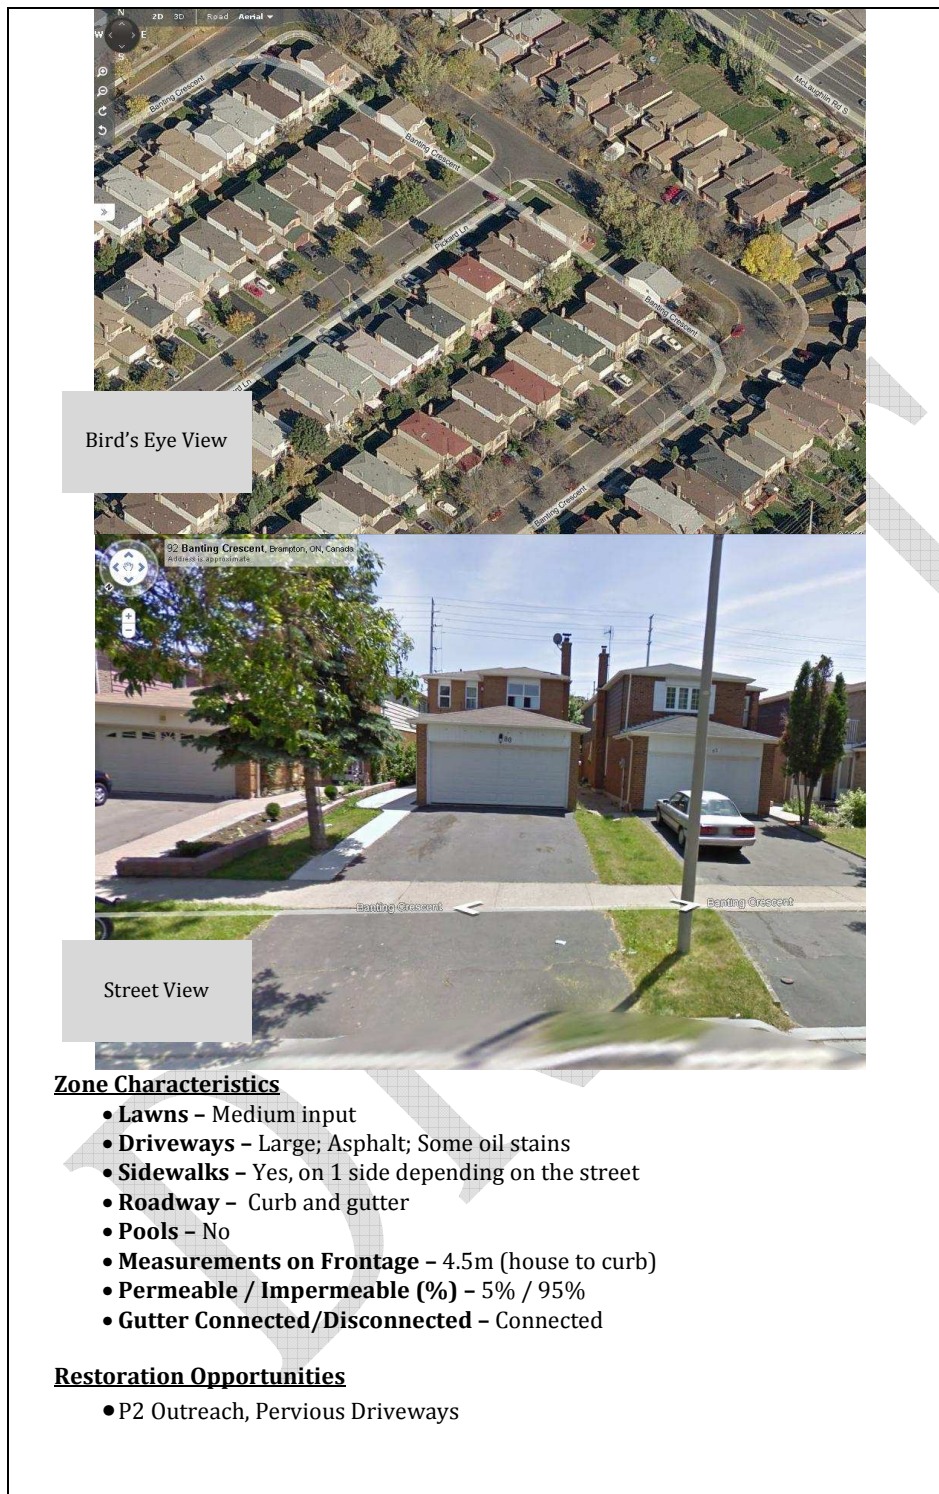 N
2D 3D Road Aerial
W E
S
McLaughlin Rd S
Banting Crescent
Banting Crescent
Pickard Ln
Banting Crescent
rd Ln
Bird’s Eye View
Banting Crescent
92 Banting Crescent, Brampton, ON, Canada
Address is approximate
N
Banting Crescent
Banting Crescent
Street View
Zone Characteristics
• Lawns – Medium input
• Driveways – Large; Asphalt; Some oil stains
• Sidewalks – Yes, on 1 side depending on the street
• Roadway – Curb and gutter
• Pools – No
• Measurements on Frontage – 4.5m (house to curb)
• Permeable / Impermeable (%) – 5% / 95%
• Gutter Connected/Disconnected – Connected
Restoration Opportunities
• P2 Outreach, Pervious Driveways